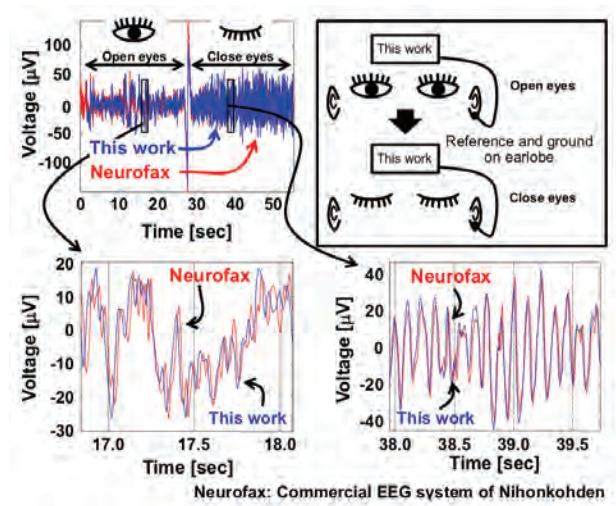 Voltage [µV]
100
50
0
-50
-100
Open eyes
Close eyes
This work
Neurofax
0 10 20 30 40 50
Time [sec]
This work
Open eyes
Reference and ground
on earlobe
This work
Close eyes
Voltage [µV]
20
10
0
-10
-20
-30
Neurofax
This work
17.0 17.5 18.0
Time [sec]
Voltage [µV]
40
20
0
-20
-40
Neurofax
This work
38.0 38.5 39.0 39.5
Time [sec]
Neurofax: Commercial EEG system of Nihonkohden